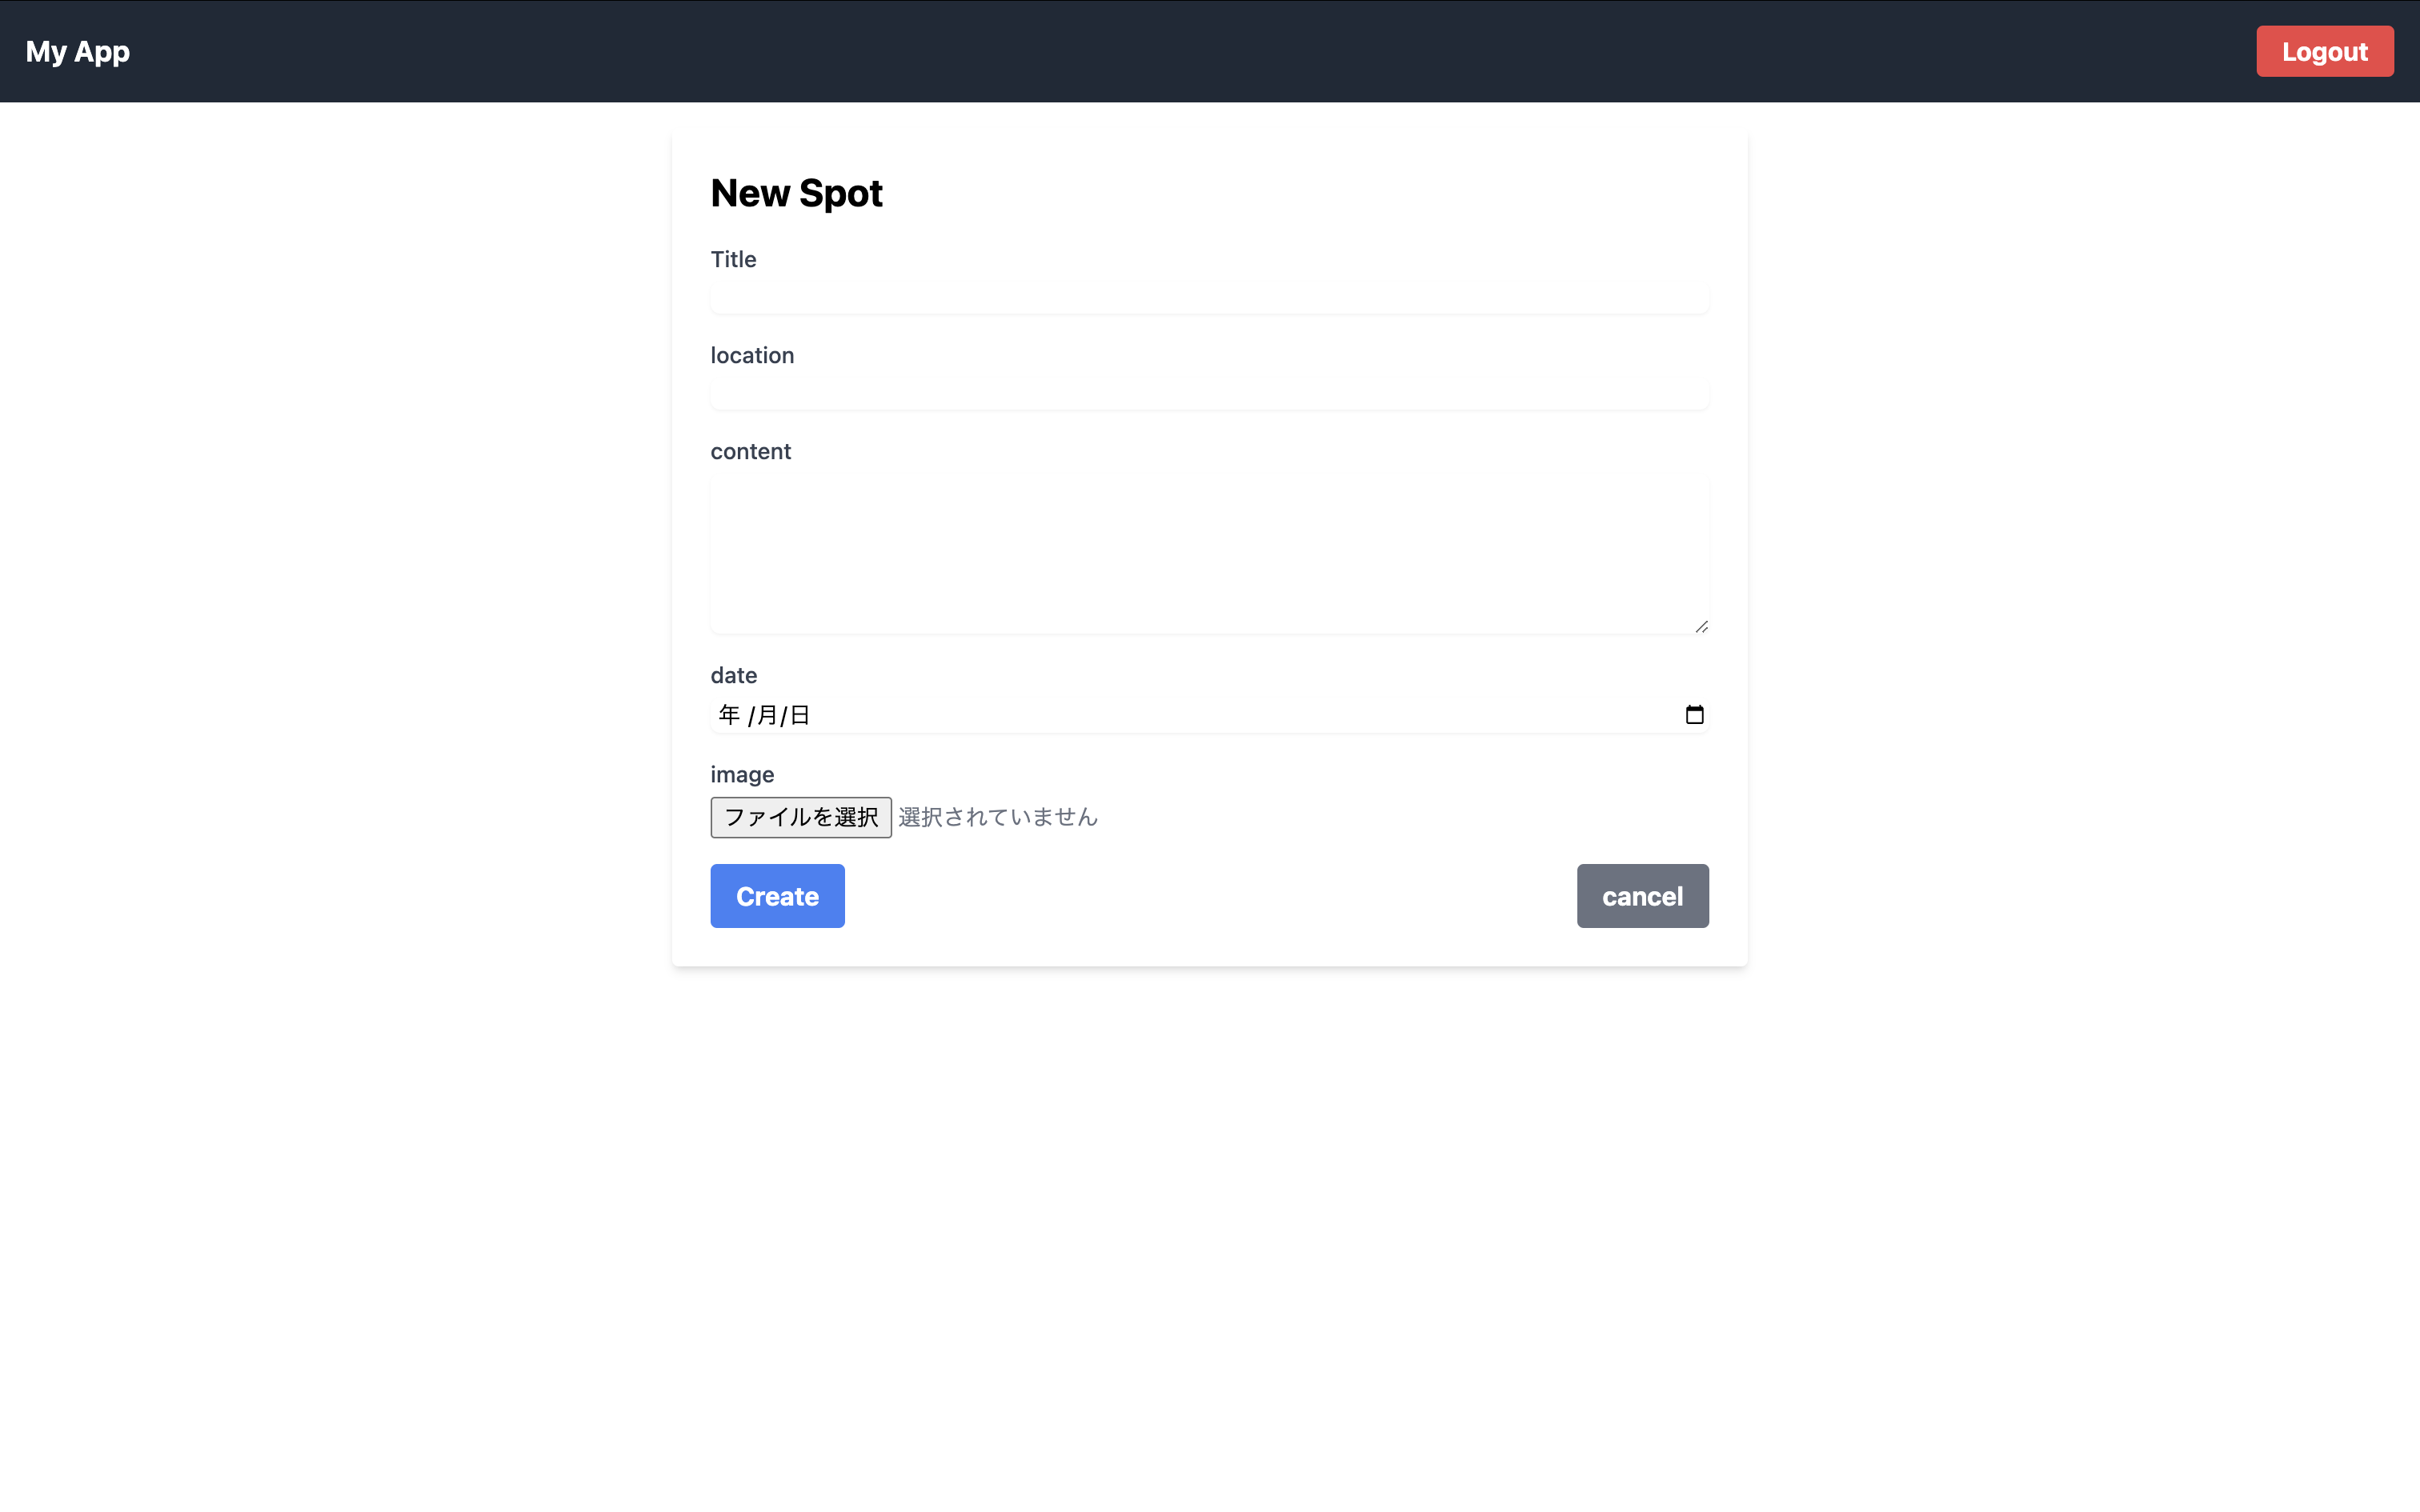 My App
Logout
New Spot
Title
location
content
date
年 /月/日
image
ファイルを選択 選択されていません
Create
cancel